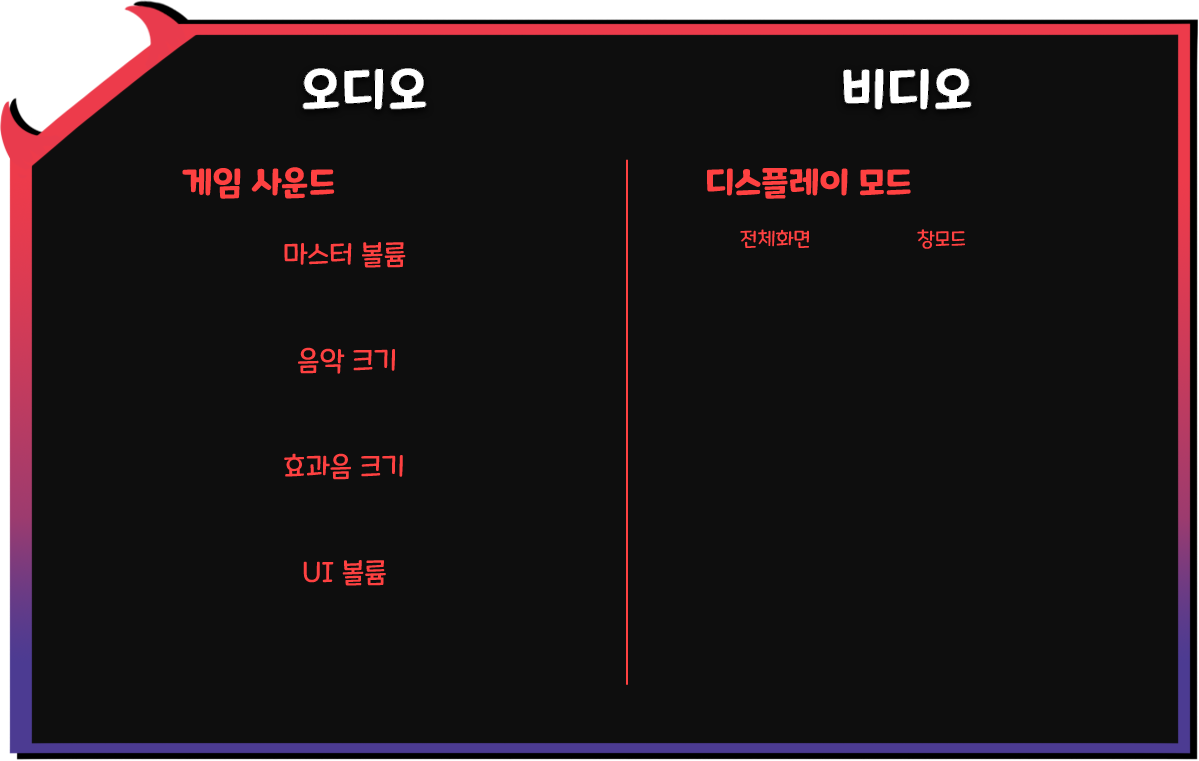 오디오
게임 사운드
마스터 볼륨
음악 크기
효과음 크기
UI 볼륨
비디오
디스플레이 모드
전체화면 창모드